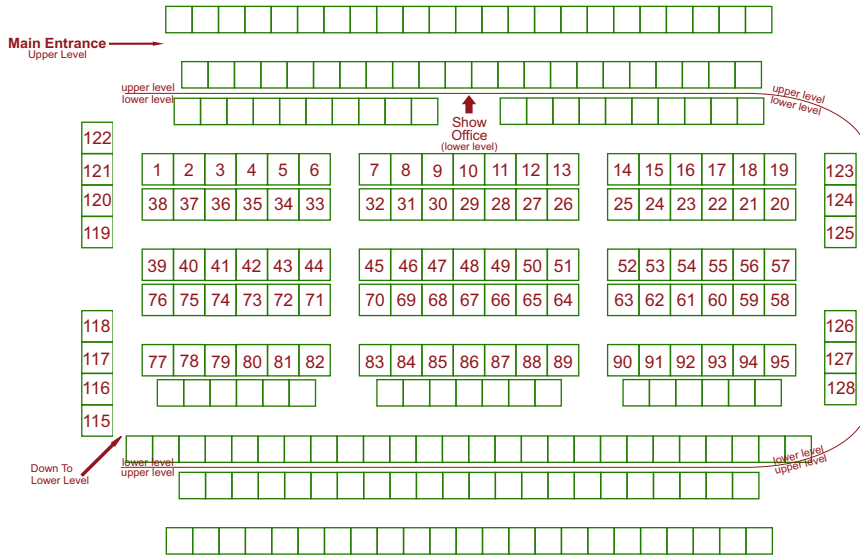 Main Entrance
Upper Level
upper level
lower level
upper level
lower level
Show
Office
(lower level)
122
121
120
119
1 2 3 4 5 6 7 8 9 10 11 12 13 14 15 16 17 18 19
38 37 36 35 34 33 32 31 30 29 28 27 26 25 24 23 22 21 20
123
124
125
39 40 41 42 43 44 45 46 47 48 49 50 51 52 53 54 55 56 57
76 75 74 73 72 71 70 69 68 67 66 65 64 63 62 61 60 59 58
118
117
116
115
77 78 79 80 81 82 83 84 85 86 87 88 89 90 91 92 93 94 95
126
127
128
Down To
Lower Level
lower level
upper level
lower level
upper level